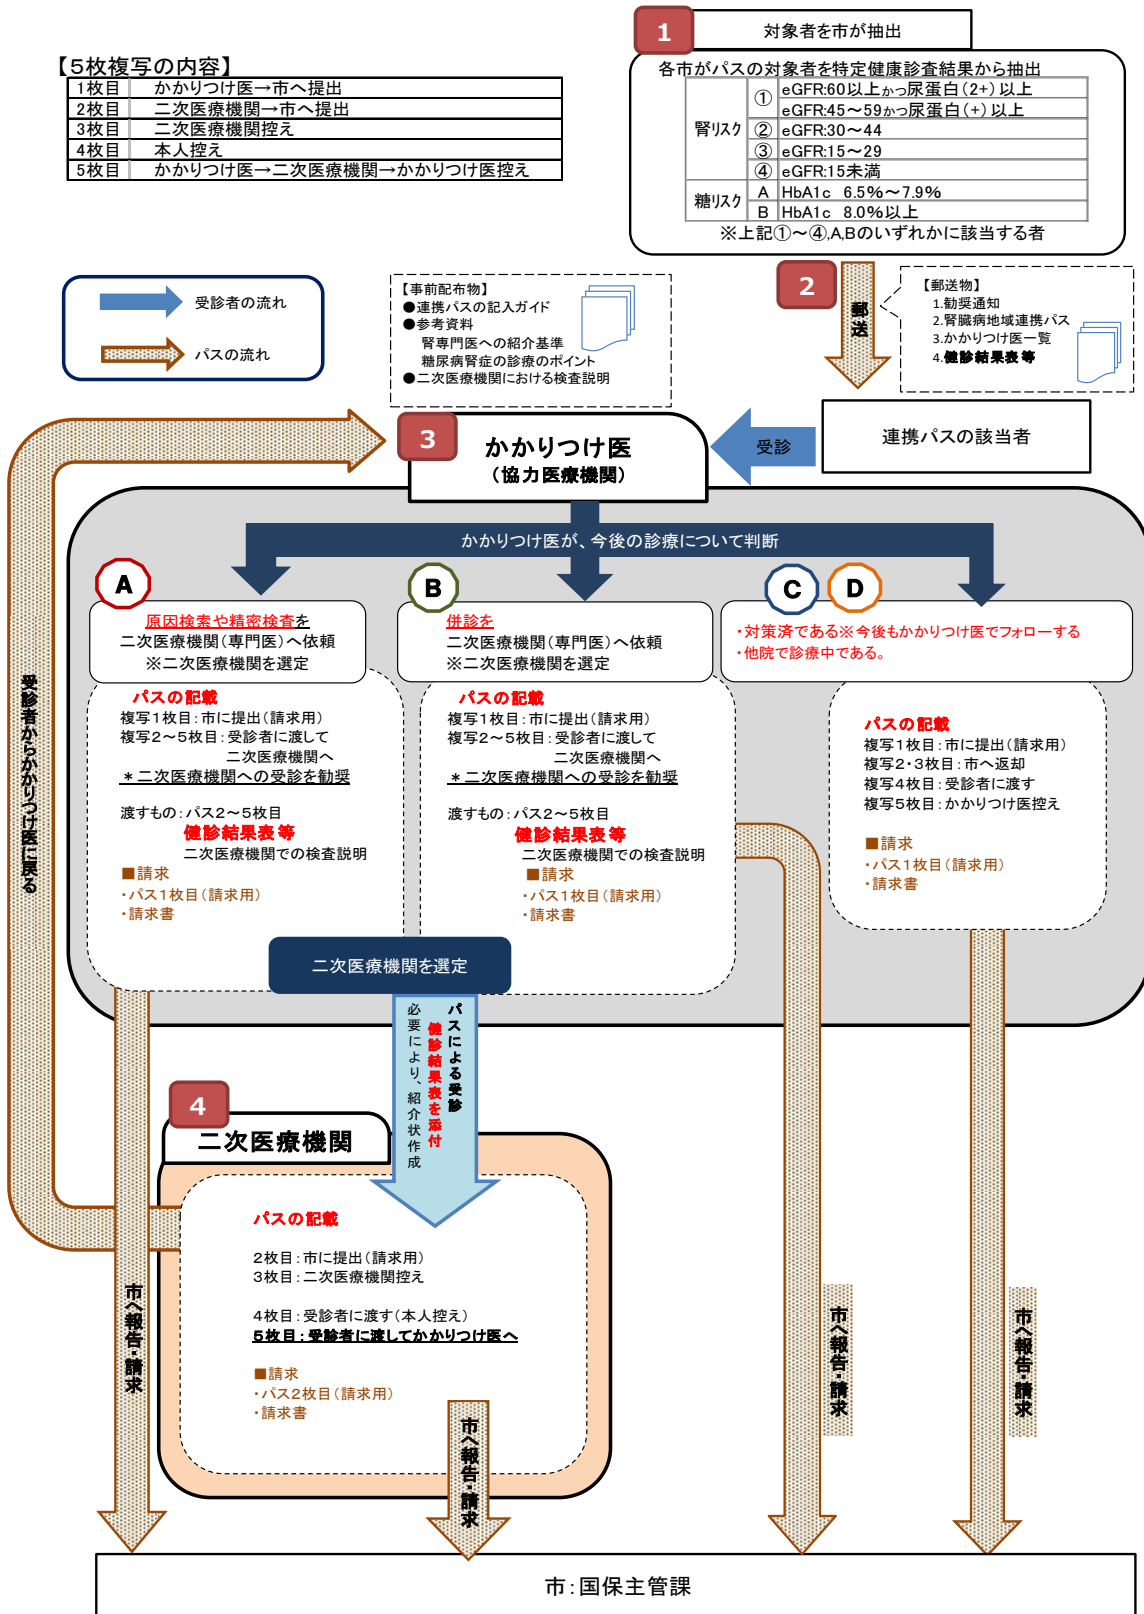 1
対象者を市が抽出
【5枚複写の内容】
1枚目 かかりつけ医→市へ提出
2枚目 二次医療機関→市へ提出
3枚目 二次医療機関控え
4枚目 本人控え
5枚目 かかりつけ医→二次医療機関→かかりつけ医控え
各市がパスの対象者を特定健康診査結果から抽出
腎リスク
① eGFR:60以上かつ尿蛋白(2+)以上
eGFR:45～59かつ尿蛋白(+)以上
② eGFR:30～44
③ eGFR:15～29
④ eGFR:15未満
糖リスク
A HbA1c 6.5%～7.9%
B HbA1c 8.0%以上
※上記①～④,A,Bのいずれかに該当する者
受診者の流れ
パスの流れ
【事前配布物】
●連携パスの記入ガイド
●参考資料
腎専門医への紹介基準
糖尿病腎症の診療のポイント
●二次医療機関における検査説明
2
郵送
【郵送物】
1.勧奨通知
2.腎臓病地域連携パス
3.かかりつけ医一覧
4.健診結果表等
3
かかりつけ医
(協力医療機関)
受診
連携パスの該当者
かかりつけ医が、今後の診療について判断
A
原因検索や精密検査を
二次医療機関(専門医)へ依頼
※二次医療機関を選定
パスの記載
複写1枚目:市に提出(請求用)
複写2～5枚目:受診者に渡して
二次医療機関へ
＊二次医療機関への受診を勧奨
渡すもの:パス2～5枚目
健診結果表等
二次医療機関での検査説明
■請求
・パス1枚目(請求用)
・請求書
B
併診を
二次医療機関(専門医)へ依頼
※二次医療機関を選定
パスの記載
複写1枚目:市に提出(請求用)
複写2～5枚目:受診者に渡して
二次医療機関へ
＊二次医療機関への受診を勧奨
渡すもの:パス2～5枚目
健診結果表等
二次医療機関での検査説明
■請求
・パス1枚目(請求用)
・請求書
C
D
・対策済である※今後もかかりつけ医でフォローする
・他院で診療中である。
パスの記載
複写1枚目:市に提出(請求用)
複写2・3枚目:市へ返却
複写4枚目:受診者に渡す
複写5枚目:かかりつけ医控え
■請求
・パス1枚目(請求用)
・請求書
受診者からかかりつけ医に戻る
二次医療機関を選定
パスによる受診
健診結果表を添付
必要により、紹介状作成
4
二次医療機関
パスの記載
2枚目:市に提出(請求用)
3枚目:二次医療機関控え
4枚目:受診者に渡す(本人控え)
5枚目:受診者に渡してかかりつけ医へ
■請求
・パス2枚目(請求用)
・請求書
市へ報告・請求
市へ報告・請求
市へ報告・請求
市へ報告・請求
市:国保主管課